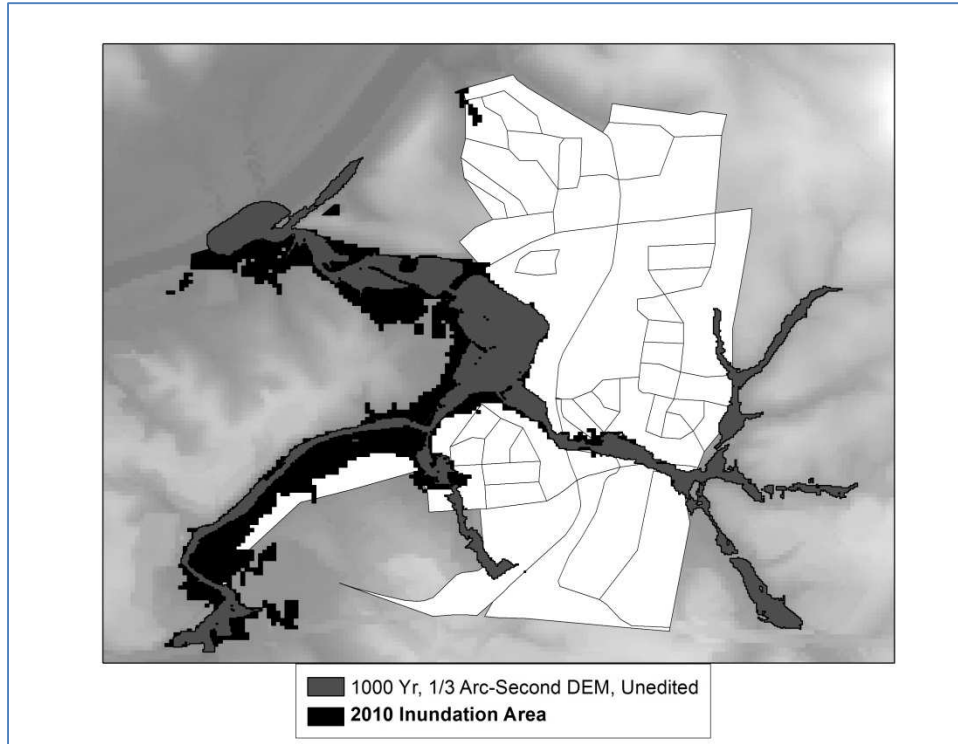 1000 Yr, 1/3 Arc-Second DEM, Unedited
2010 Inundation Area